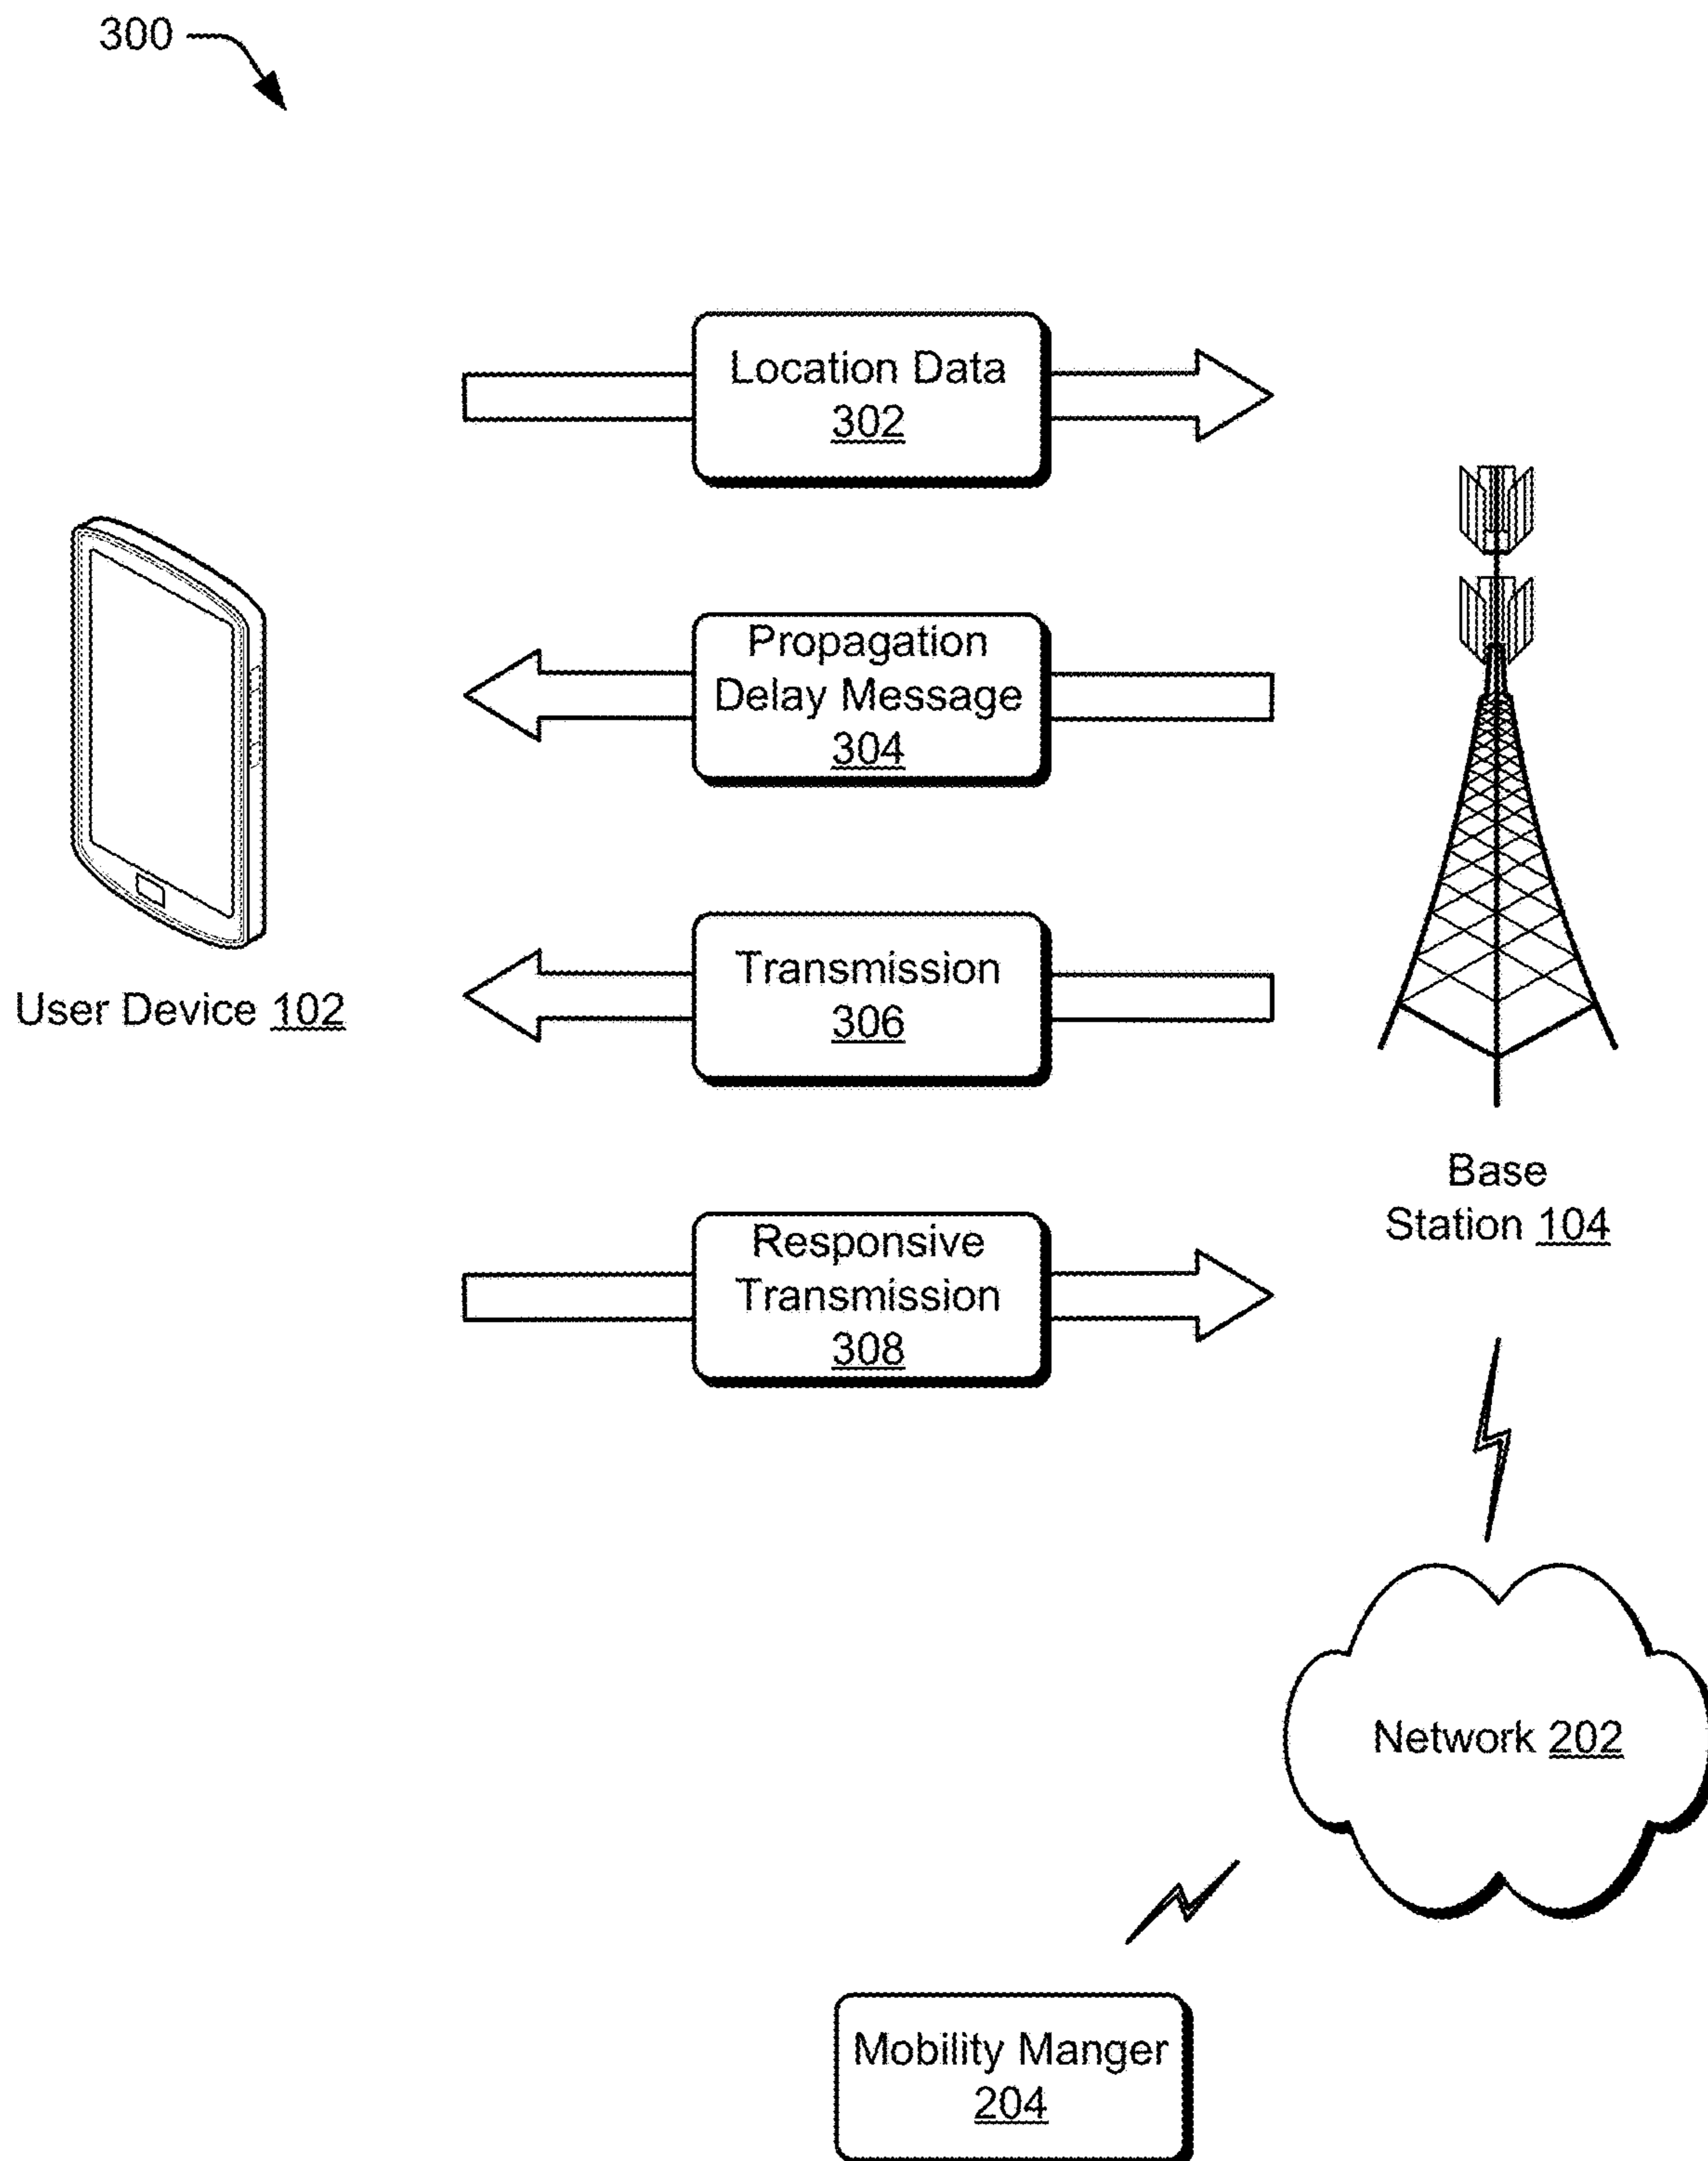 300
Location Data
302
Propagation
Delay Message
304
User Device 102
Transmission
306
Base
Station 104
Responsive
Transmission
308
Network 202
Mobility Manger
204